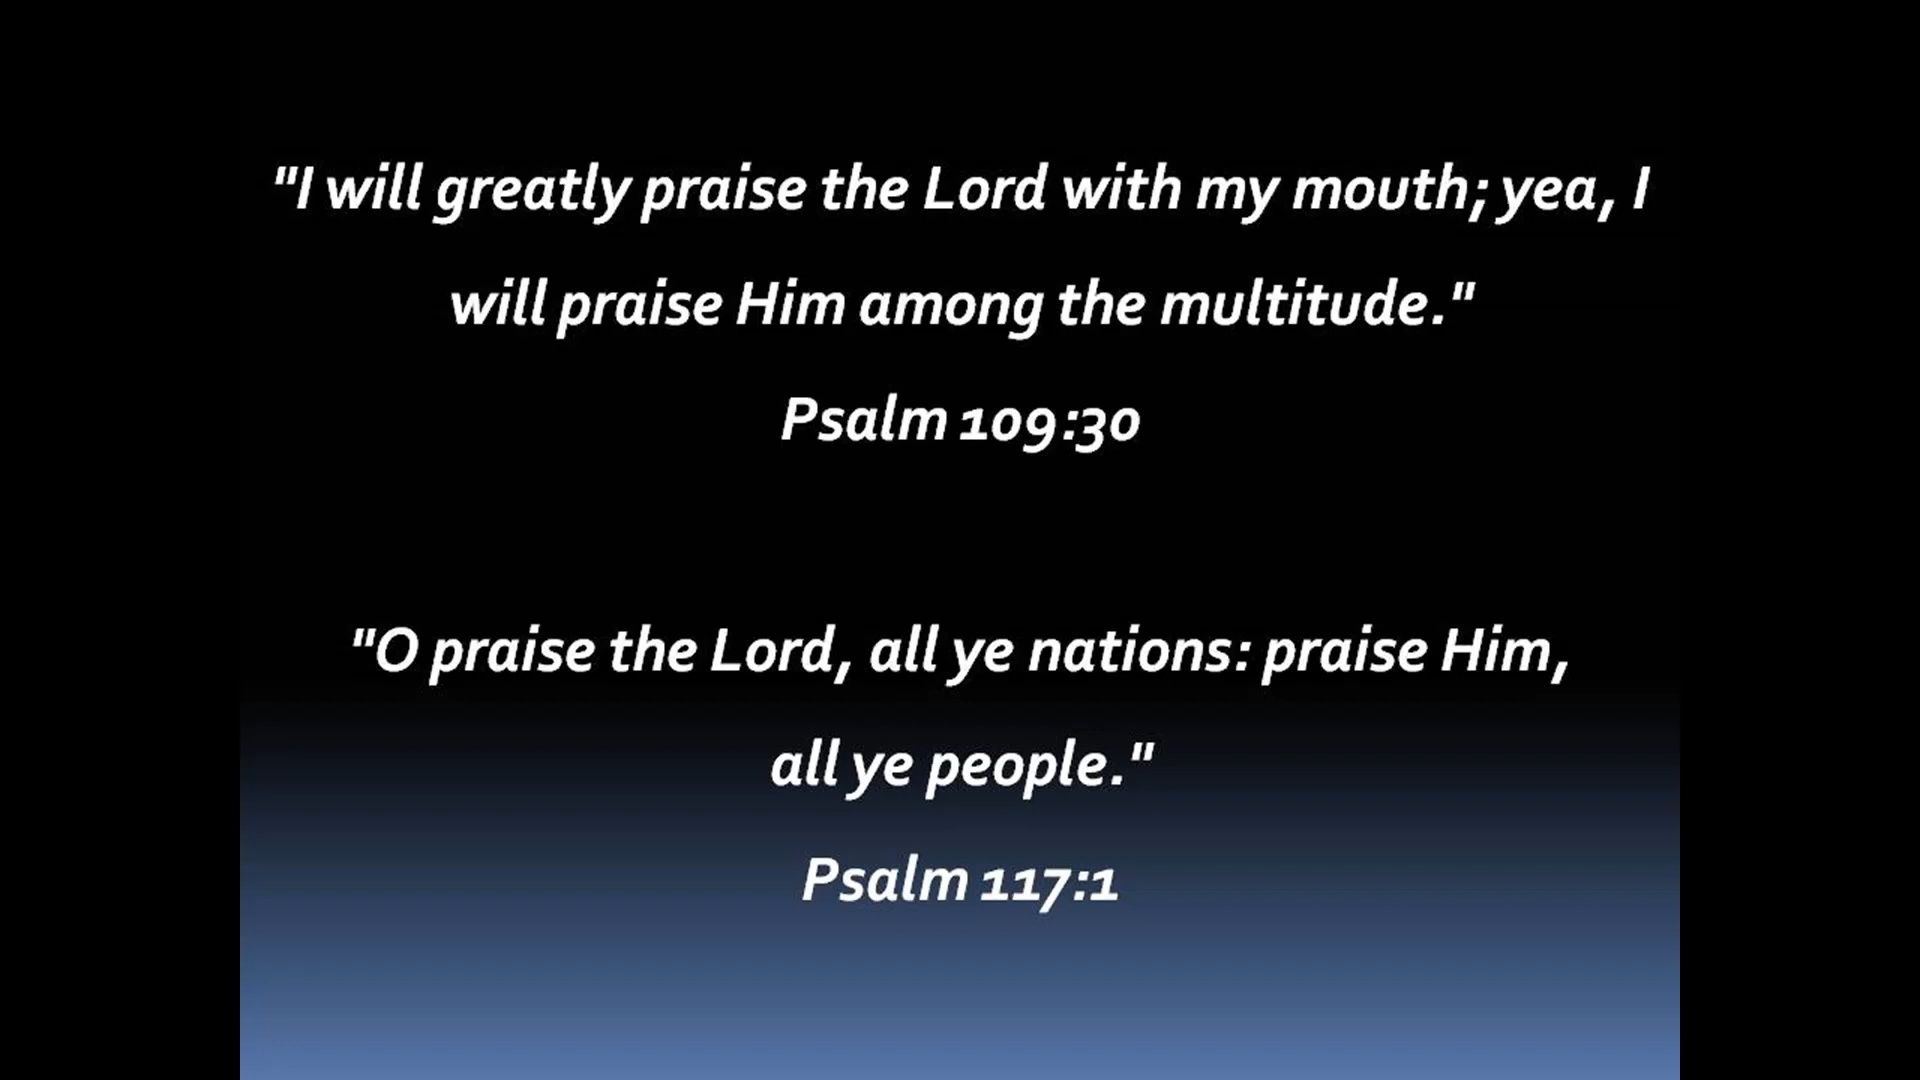 "I will greatly praise the Lord with my mouth; yea, I
will praise Him among the multitude."
Psalm 109:30
"O praise the Lord, all ye nations: praise Him,
all ye people."
Psalm 117:1